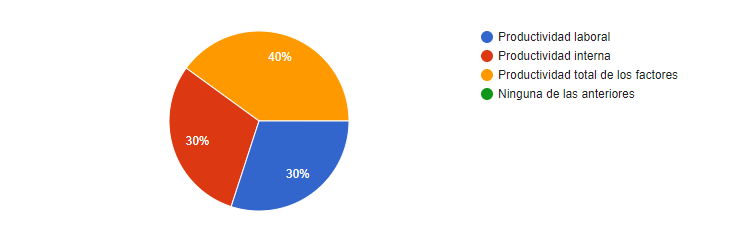 40%
30%
30%
Productividad laboral
Productividad interna
Productividad total de los factores
Ninguna de las anteriores